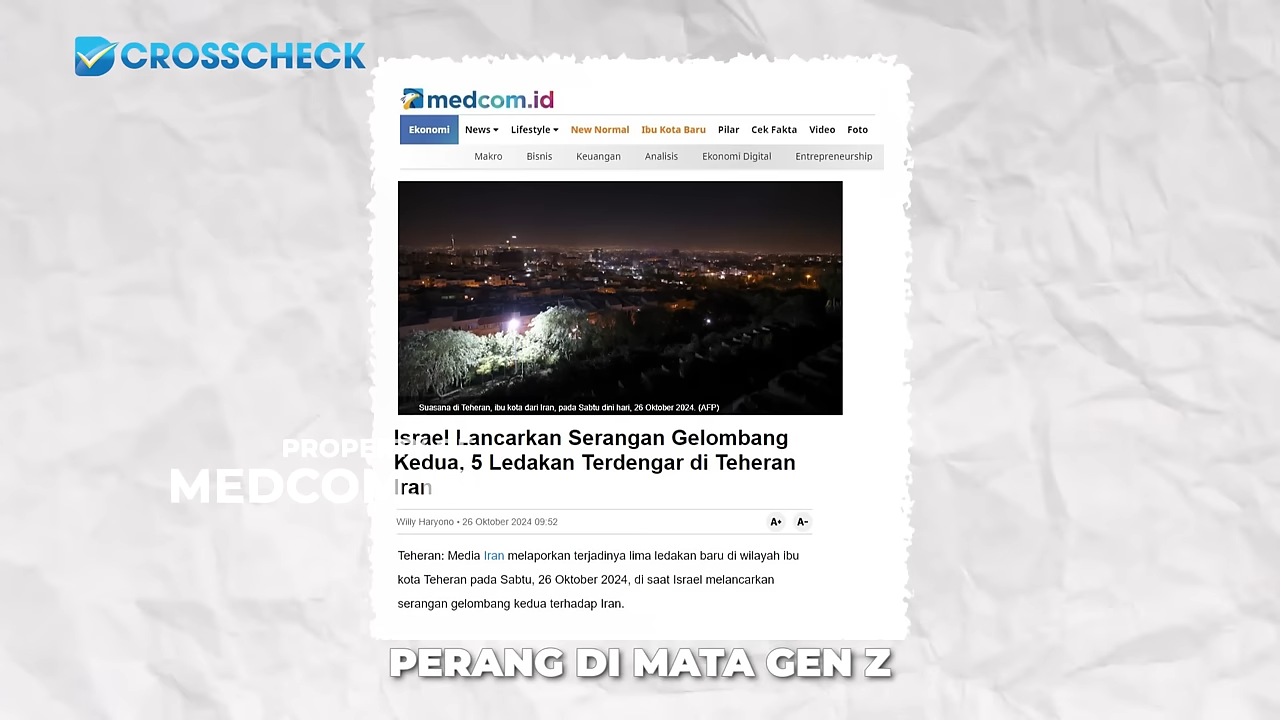 CROSSCHECK
medcom.id
Ekonomi News Lifestyle New Normal Ibu Kota Baru Pilar Cek Fakta Video Foto
Makro Bisnis Keuangan Analisis Ekonomi Digital Entrepreneurship
Suasana di Teheran, ibu kota dari Iran, pada Sabtu dini hari, 26 Oktober 2024. (AFP)
Israel Lancarkan Serangan Gelombang
Kedua, 5 Ledakan Terdengar di Teheran
Iran
Willy Haryono • 26 Oktober 2024 09:52
A+ A-
Teheran: Media Iran melaporkan terjadinya lima ledakan baru di wilayah ibu
kota Teheran pada Sabtu, 26 Oktober 2024, di saat Israel melancarkan
serangan gelombang kedua terhadap Iran.
PERANG DI MATA GEN Z